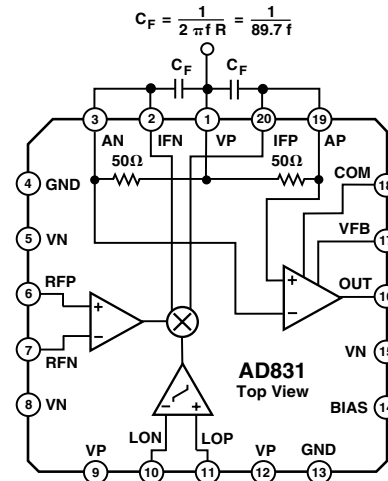 C_F = 1 / 2 πf R = 1 / 89.7 f
C_F C_F
3 2 1 20 19
AN IFN VP IFP AP
50Ω 50Ω
4 GND
COM 18
5 VN
VFB 17
6 RFP
+ + OUT 16
– –
7 RFN
AD831
Top View
VN 15
8 VN
– +
BIAS 14
LON LOP
VP VP GND
9 10 11 12 13